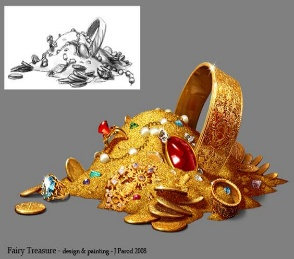 Fairy Treasure - design & painting - J Parod 2008